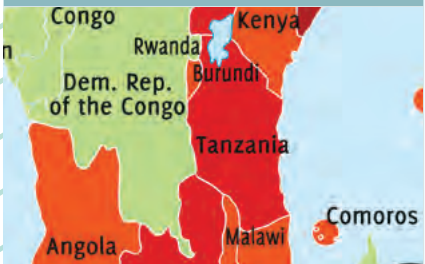 Congo
Kenya
n
Rwanda
Burundi
Dem. Rep.
of the Congo
Tanzania
Comoros
Malawi
Angola